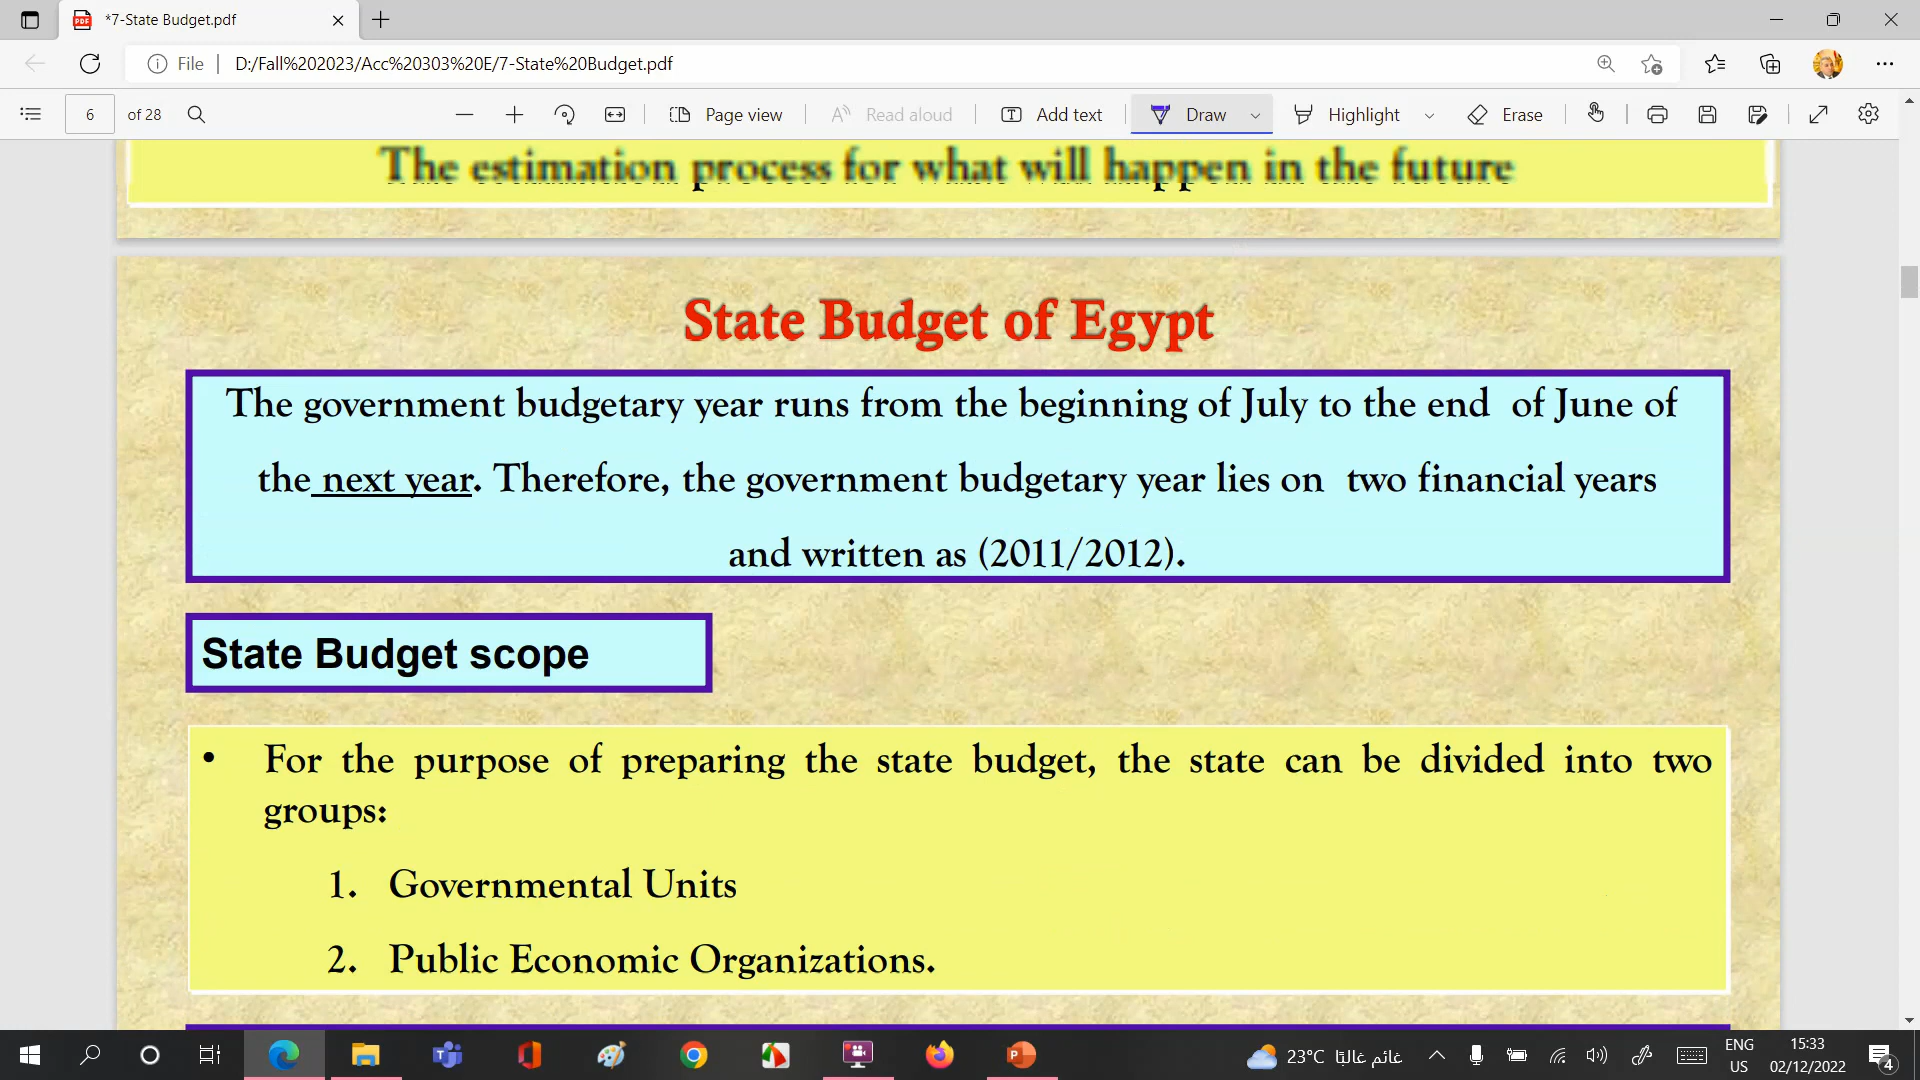 *7-State Budget.pdf
File
D:/Fall%202023/Acc%20303%20E/7-State%20Budget.pdf
6 of 28
Page view
Read aloud
Add text
Draw
Highlight
Erase
The estimation process for what will happen in the future
State Budget of Egypt
The government budgetary year runs from the beginning of July to the end of June of
the next year. Therefore, the government budgetary year lies on two financial years
and written as (2011/2012).
State Budget scope
• For the purpose of preparing the state budget, the state can be divided into two
groups:
1. Governmental Units
2. Public Economic Organizations.
23°C غائم غالبًا
ENG
US
15:33
02/12/2022
4